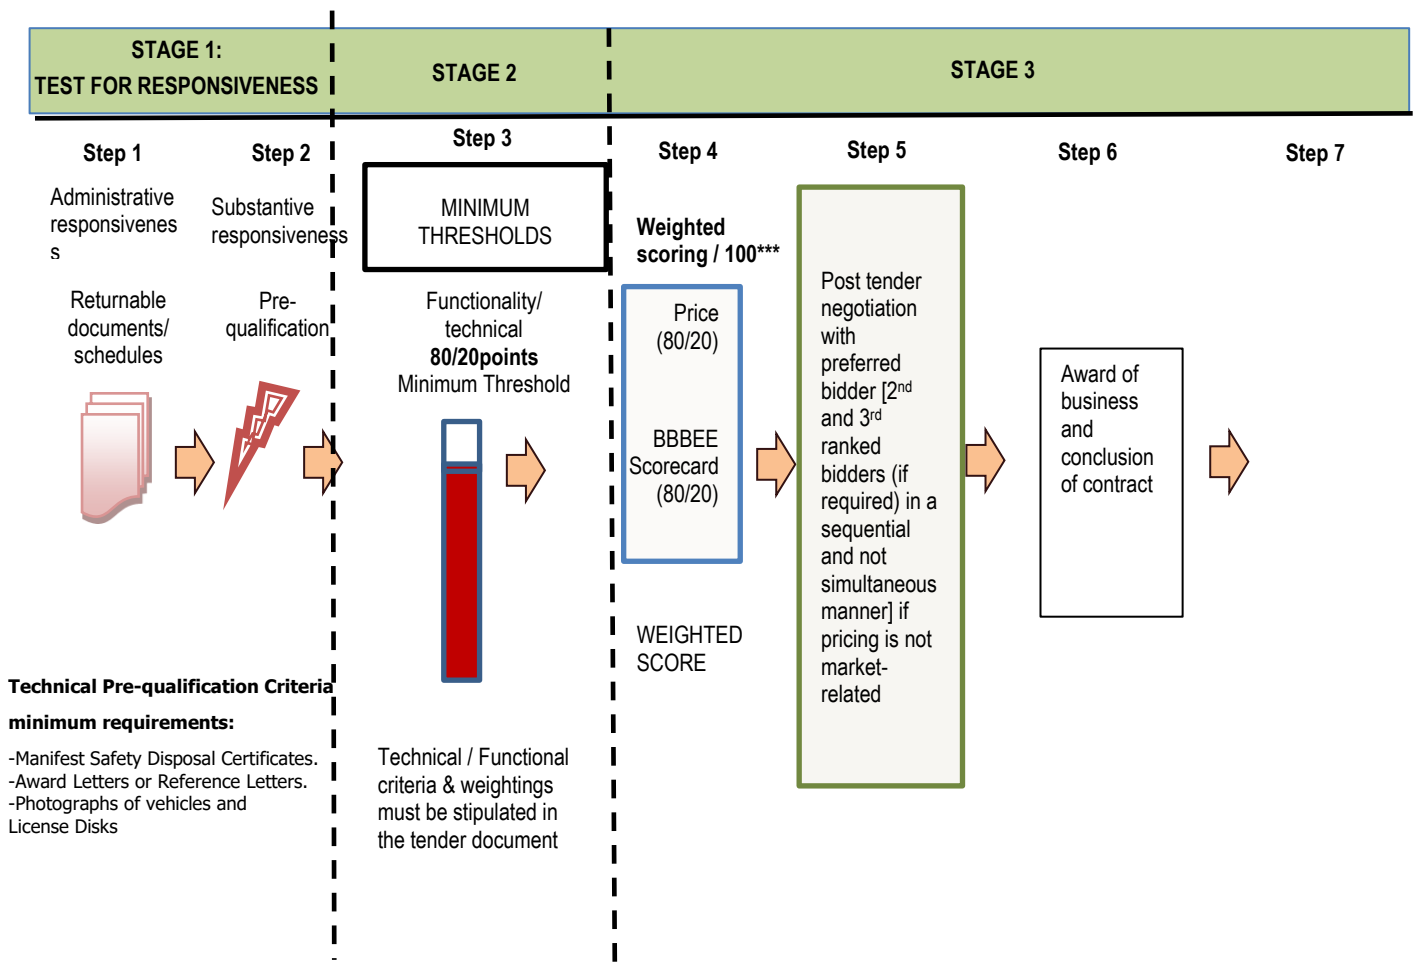 STAGE 1:
TEST FOR RESPONSIVENESS
STAGE 2
STAGE 3
Step 1
Administrative
responsivenes
s
Returnable
documents/
schedules
Step 2
Substantive
responsiveness
Pre-
qualification
Technical Pre-qualification Criteria
minimum requirements:
-Manifest Safety Disposal Certificates.
-Award Letters or Reference Letters.
-Photographs of vehicles and
License Disks
Step 3
MINIMUM
THRESHOLDS
Functionality/
technical
80/20points
Minimum Threshold
Technical / Functional
criteria & weightings
must be stipulated in
the tender document
Step 4
Weighted
scoring / 100***
Price
(80/20)
BBBEE
Scorecard
(80/20)
WEIGHTED
SCORE
Step 5
Post tender
negotiation
with
preferred
bidder [2nd
and 3rd
ranked
bidders (if
required) in a
sequential
and not
simultaneous
manner] if
pricing is not
market-
related
Step 6
Award of
business
and
conclusion
of contract
Step 7